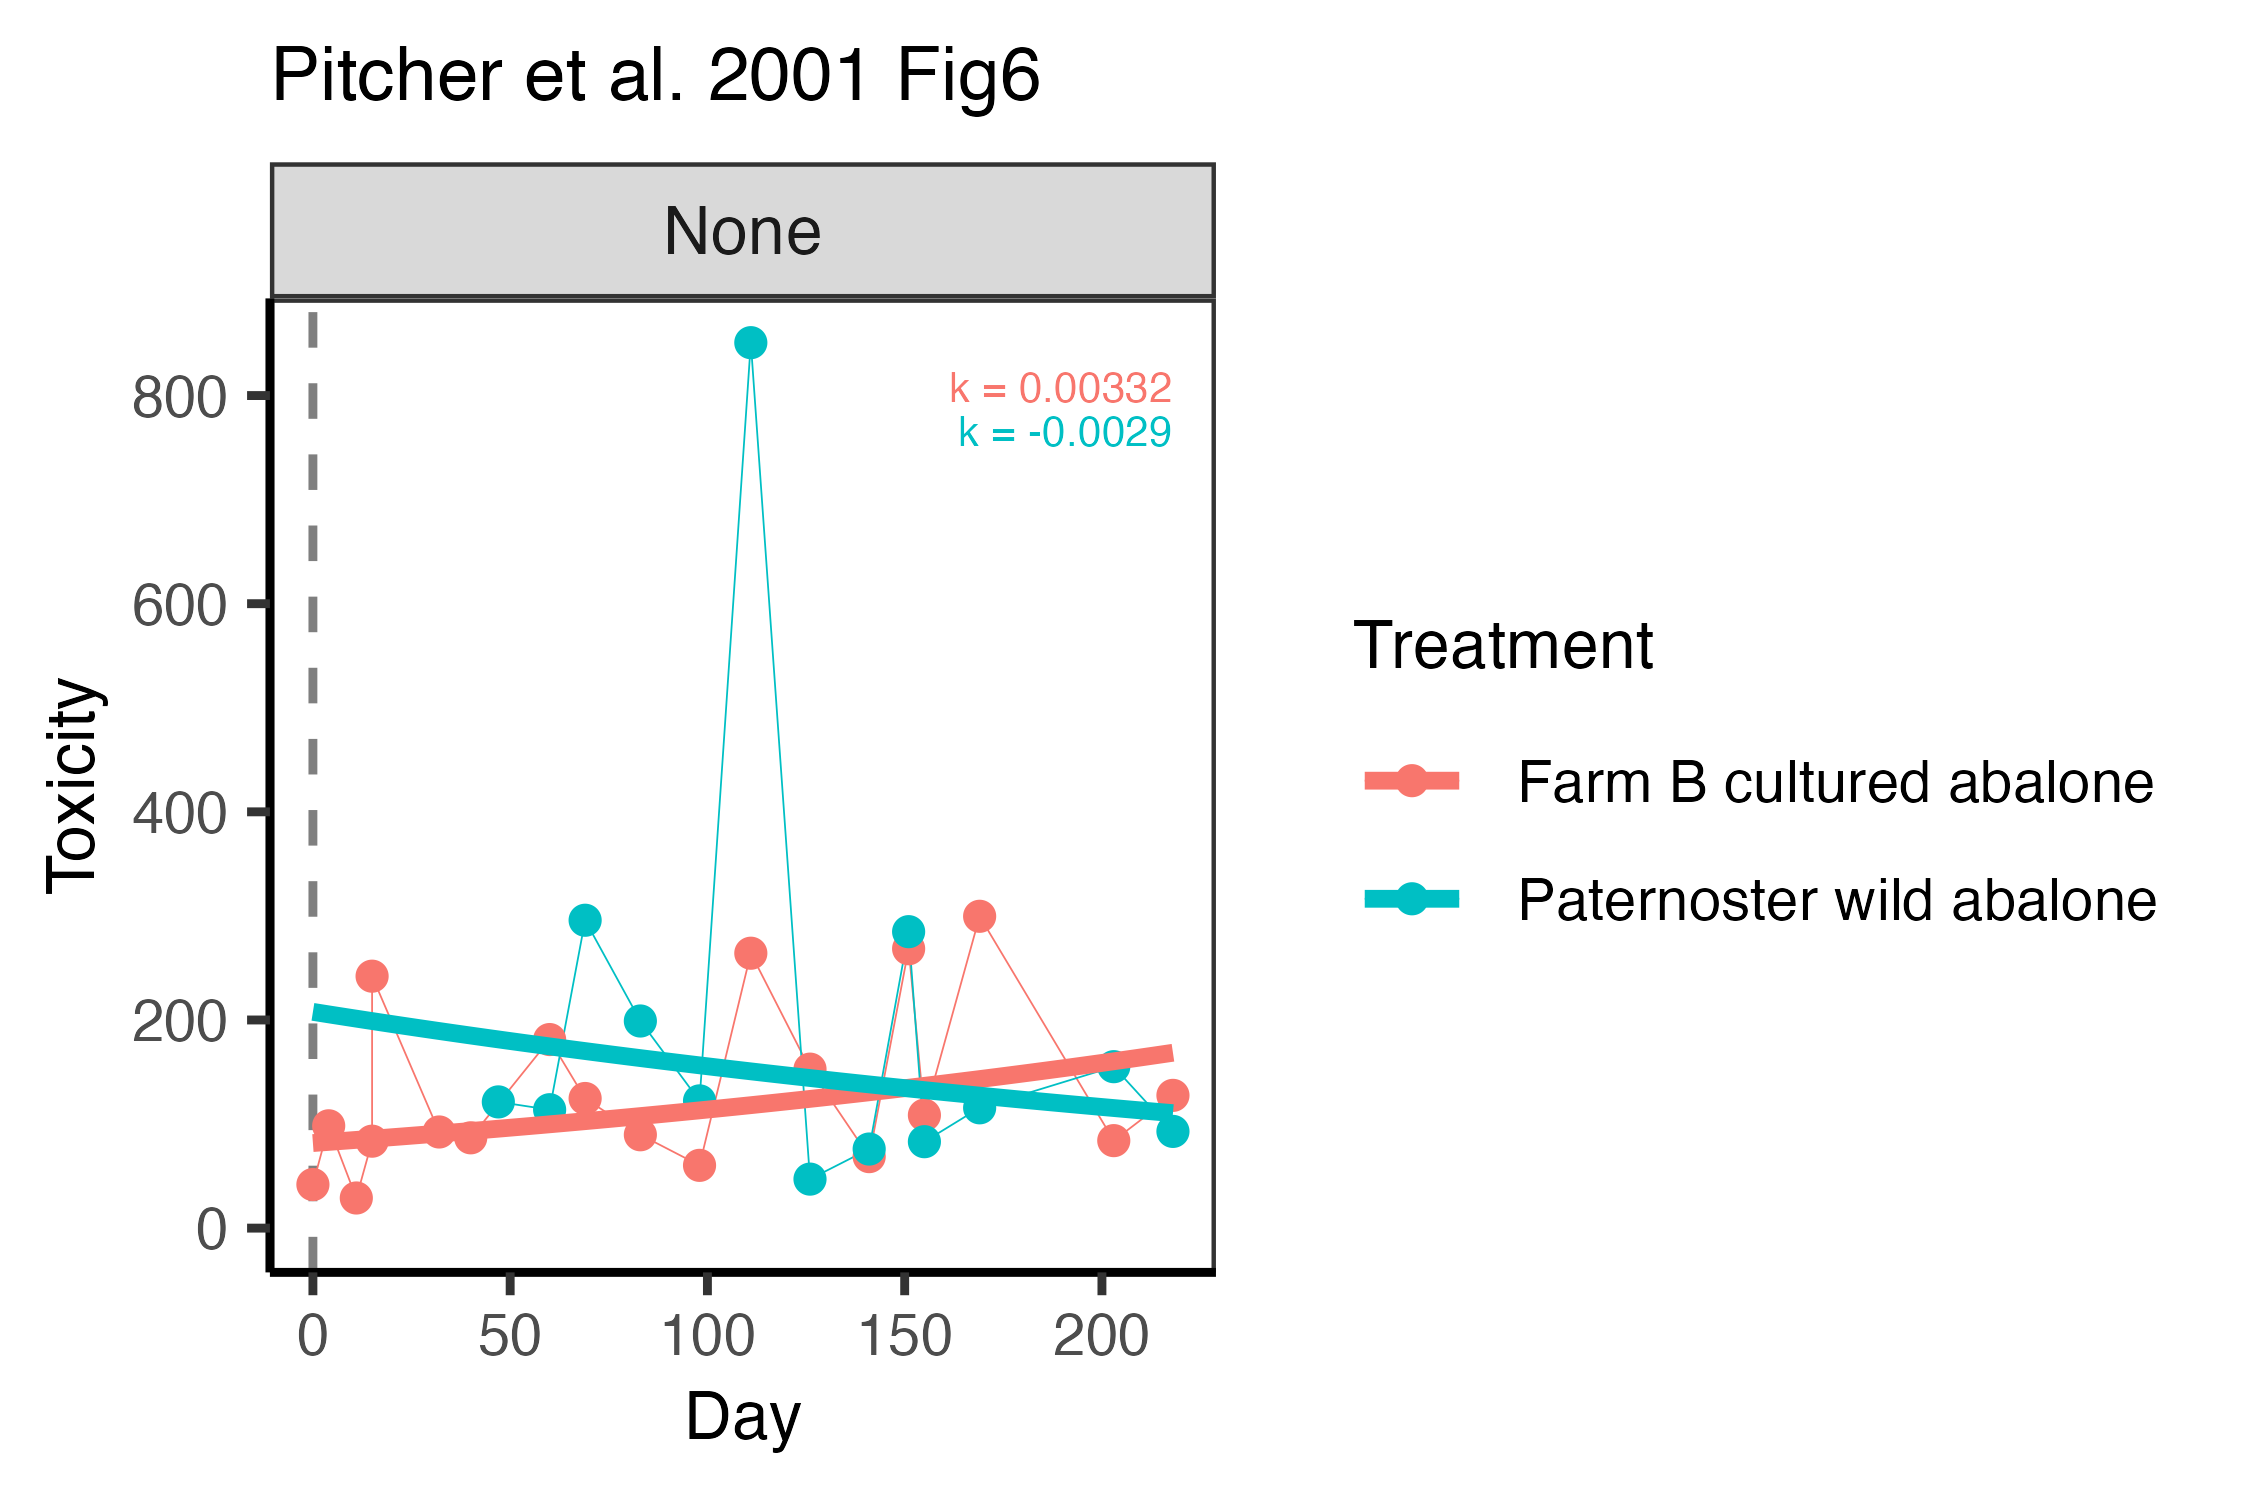 Pitcher et al. 2001 Fig6
None
k = 0.00332
k = -0.0029
800
600
400
200
0
Toxicity
0 50 100 150 200
Day
Treatment
Farm B cultured abalone
Paternoster wild abalone